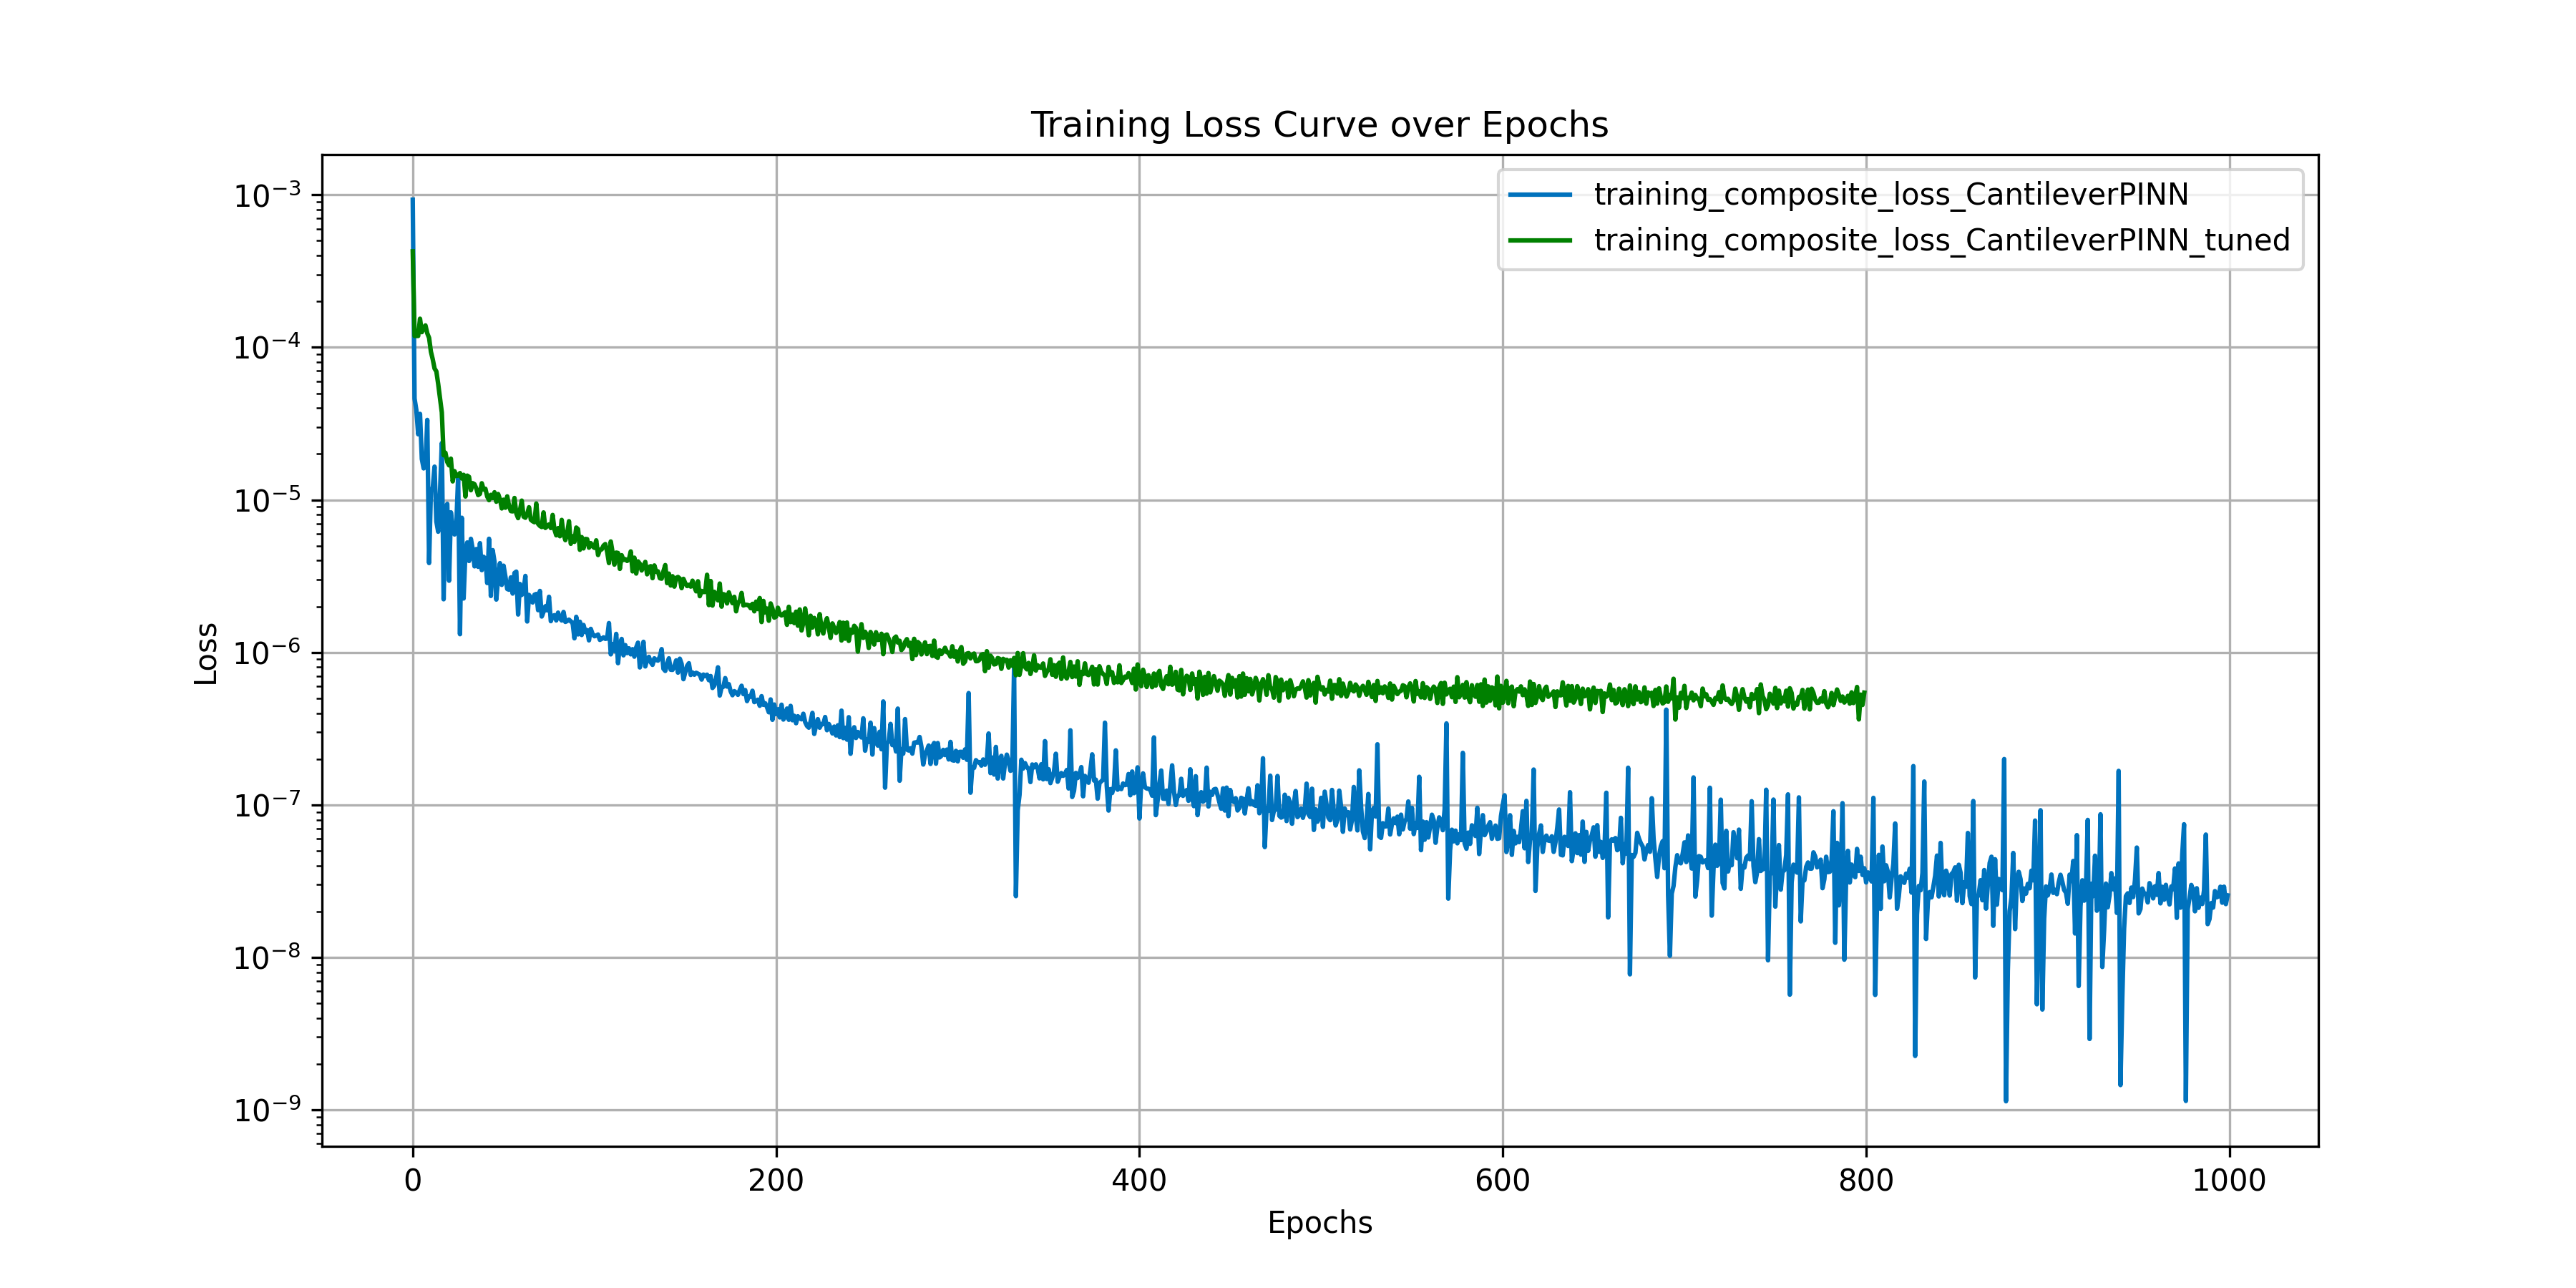 Training Loss Curve over Epochs
training_composite_loss_CantileverPINN
training_composite_loss_CantileverPINN_tuned
Loss
10⁻³
10⁻⁴
10⁻⁵
10⁻⁶
10⁻⁷
10⁻⁸
10⁻⁹
0 200 400 600 800 1000
Epochs